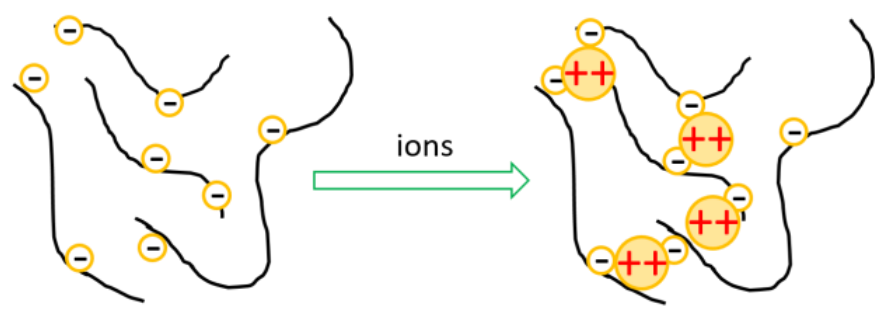 - - - - - - - -
ions
- ++ - - ++ - - ++ - - ++ -